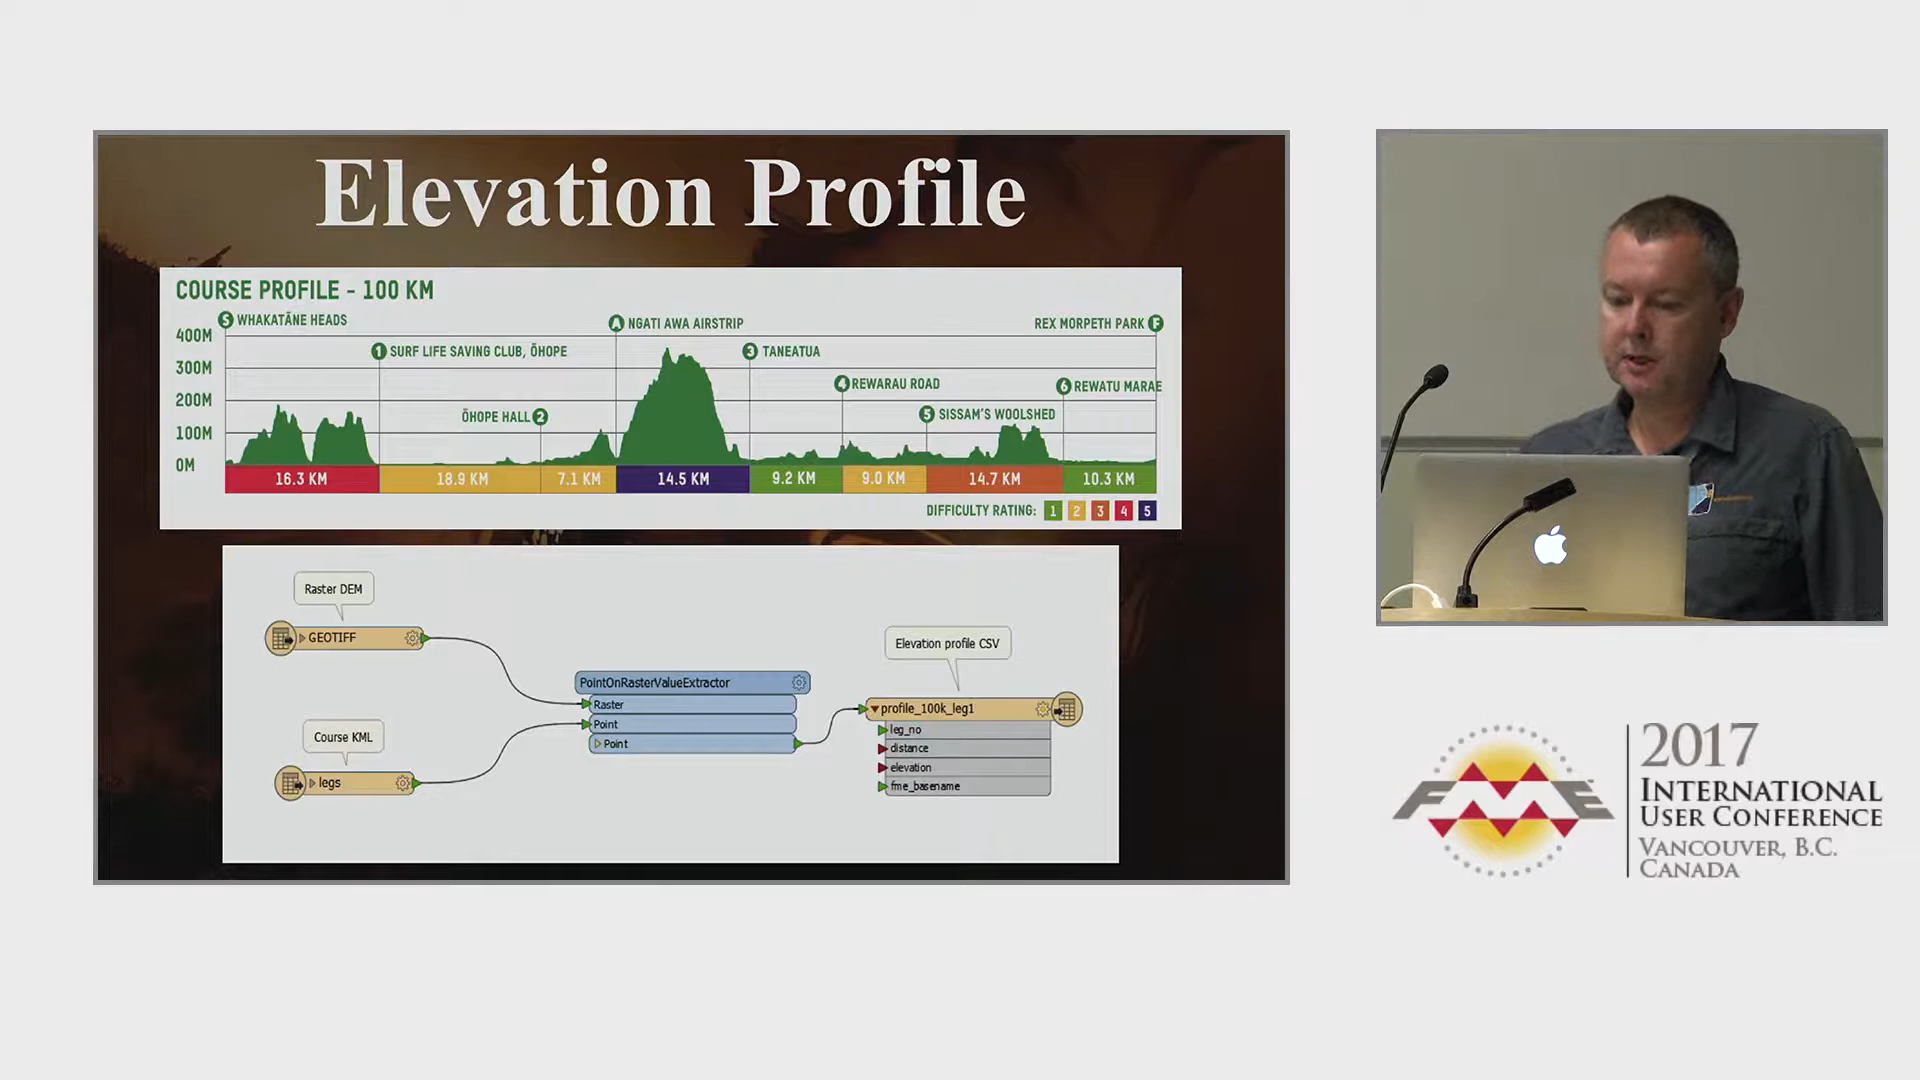 Elevation Profile
COURSE PROFILE - 100 KM
S WHAKATĀNE HEADS
A NGATI AWA AIRSTRIP
REX MORPETH PARK F
400M
1 SURF LIFE SAVING CLUB, ŌHOPE
3 TANEATUA
300M
4 REWARAU ROAD
6 REWATU MARAE
200M
ŌHOPE HALL 2
5 SISSAM'S WOOLSHED
100M
0M
16.3 KM 18.9 KM 7.1 KM 14.5 KM 9.2 KM 9.0 KM 14.7 KM 10.3 KM
DIFFICULTY RATING: 1 2 3 4 5
Raster DEM
GEOTIFF
Course KML
legs
PointOnRasterValueExtractor
Raster
Point
Point
Elevation profile CSV
profile_100k_leg1
leg_no
distance
elevation
fme_basename
FME
2017
INTERNATIONAL
USER CONFERENCE
VANCOUVER, B.C.
CANADA